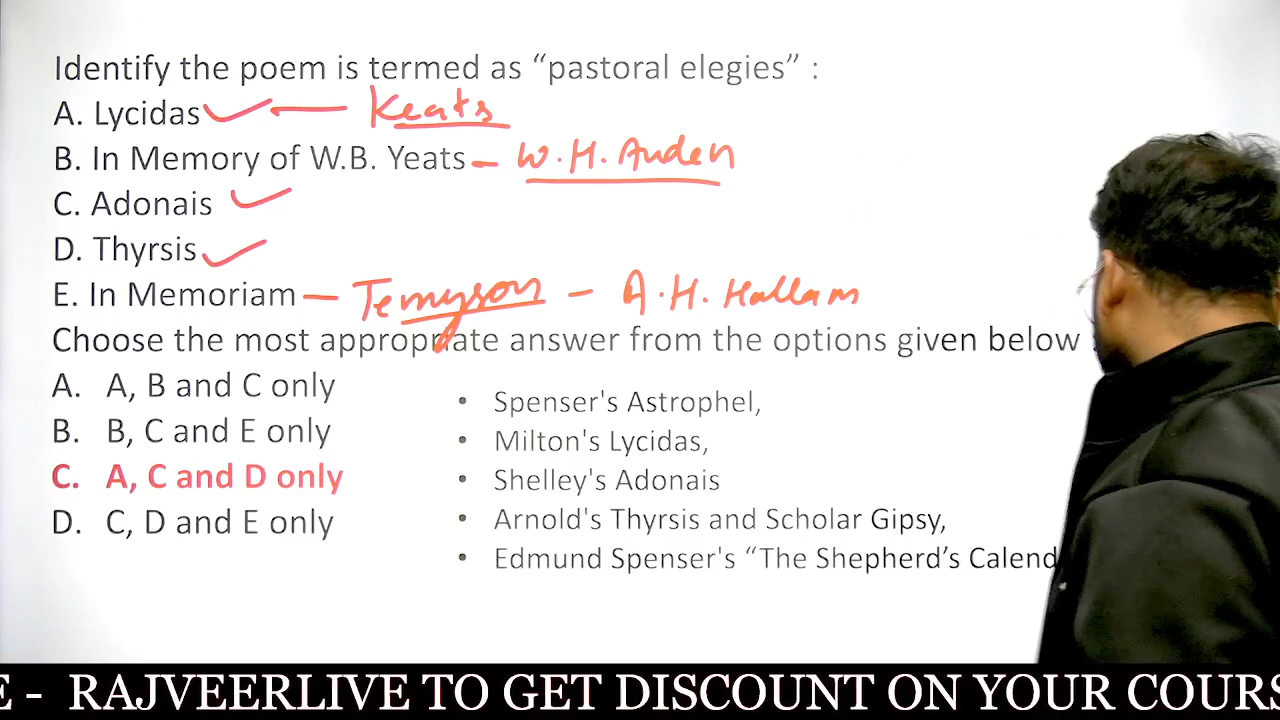 Identify the poem is termed as “pastoral elegies” :
A. Lycidas Keats
B. In Memory of W.B. Yeats - W.H. Auden
C. Adonais
D. Thyrsis
E. In Memoriam - Tennyson - A.H. Hallam
Choose the most appropriate answer from the options given below
A. A, B and C only
B. B, C and E only
C. A, C and D only
D. C, D and E only
• Spenser's Astrophel,
• Milton's Lycidas,
• Shelley's Adonais
• Arnold's Thyrsis and Scholar Gipsy,
• Edmund Spenser's “The Shepherd’s Calend
E - RAJVEERLIVE TO GET DISCOUNT ON YOUR COURS